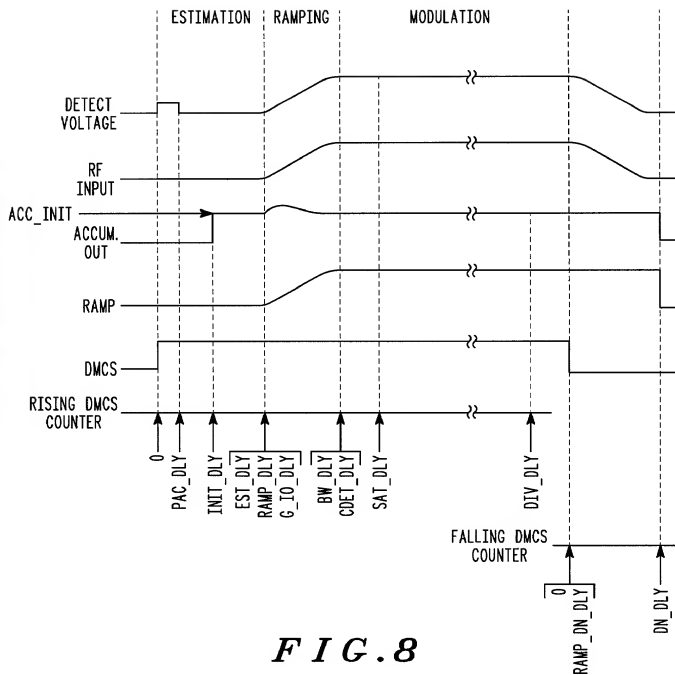 ESTIMATION RAMPING MODULATION
DETECT
VOLTAGE
RF
INPUT
ACC_INIT
ACCUM.
OUT
RAMP
DMCS
RISING DMCS
COUNTER
0
PAC_DLY
INIT_DLY
EST_DLY
RAMP_DLY
G_IO_DLY
BW_DLY
CDET_DLY
SAT_DLY
DIV_DLY
FALLING DMCS
COUNTER
0
RAMP_DN_DLY
DN_DLY
FIG.8